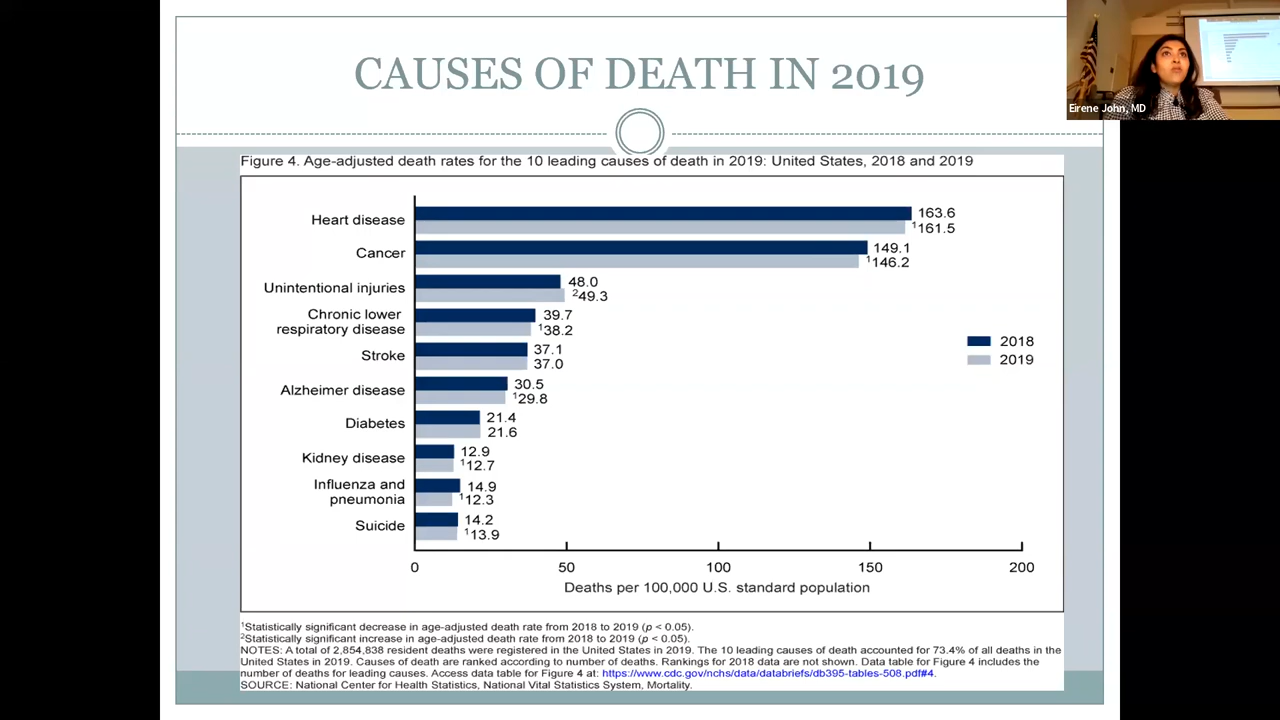 CAUSES OF DEATH IN 2019
Eirene John, MD
Figure 4. Age-adjusted death rates for the 10 leading causes of death in 2019: United States, 2018 and 2019
Heart disease
163.6
¹161.5
Cancer
149.1
¹146.2
Unintentional injuries
48.0
²49.3
Chronic lower
respiratory disease
39.7
¹38.2
Stroke
37.1
37.0
Alzheimer disease
30.5
¹29.8
Diabetes
21.4
21.6
Kidney disease
12.9
¹12.7
Influenza and
pneumonia
14.9
¹12.3
Suicide
14.2
¹13.9
2018
2019
0 50 100 150 200
Deaths per 100,000 U.S. standard population
¹Statistically significant decrease in age-adjusted death rate from 2018 to 2019 (p < 0.05).
²Statistically significant increase in age-adjusted death rate from 2018 to 2019 (p < 0.05).
NOTES: A total of 2,854,838 resident deaths were registered in the United States in 2019. The 10 leading causes of death accounted for 73.4% of all deaths in the
United States in 2019. Causes of death are ranked according to number of deaths. Rankings for 2018 data are not shown. Data table for Figure 4 includes the
number of deaths for leading causes. Access data table for Figure 4 at: https://www.cdc.gov/nchs/data/databriefs/db395-tables-508.pdf#4.
SOURCE: National Center for Health Statistics, National Vital Statistics System, Mortality.